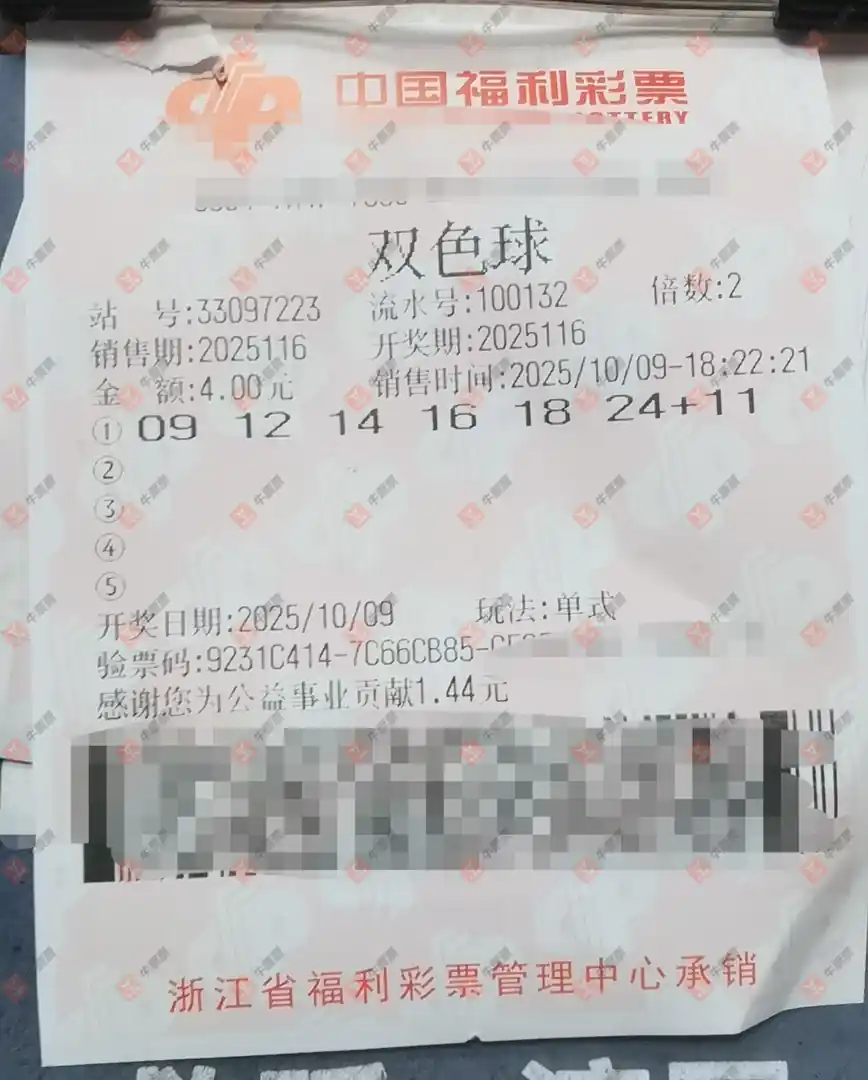 中国福利彩票
LOTTERY
双色球
站 号:33097223 流水号:100132 倍数:2
销售期:2025116 开奖期:2025116
金 额:4.00元 销售时间:2025/10/09-18:22:21
① 09 12 14 16 18 24+11
②
③
④
⑤
开奖日期:2025/10/09 玩法:单式
验票码:9231C414-7C66CB85-
感谢您为公益事业贡献1.44元
浙江省福利彩票管理中心承销